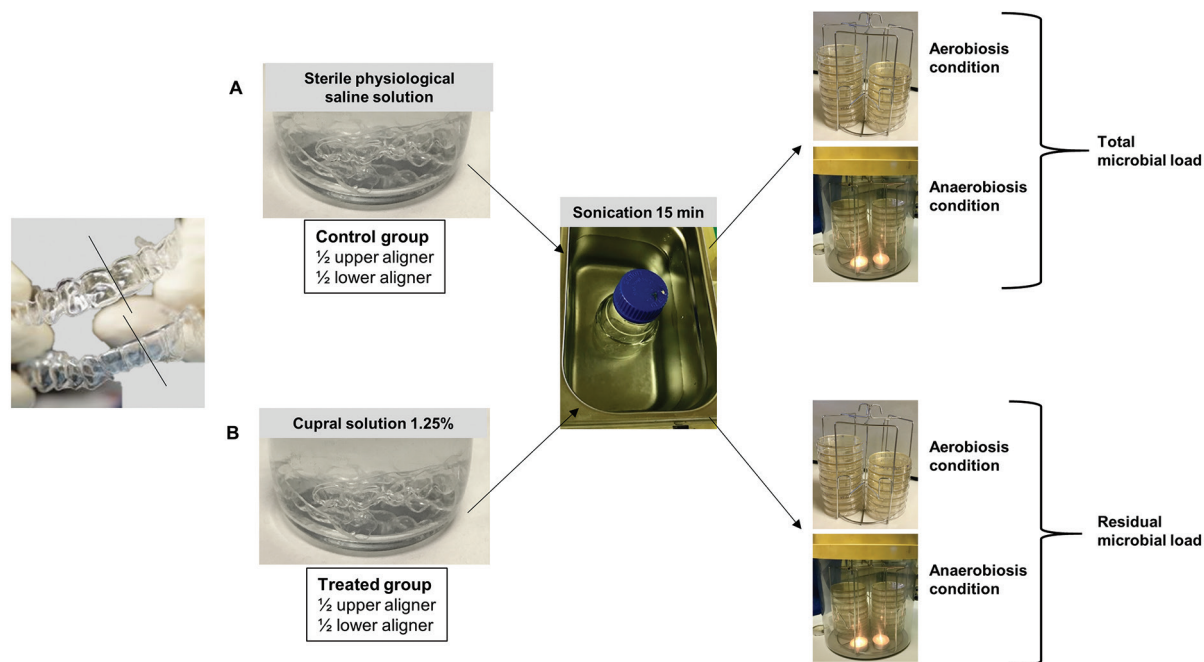 A
Sterile physiological
saline solution
Control group
½ upper aligner
½ lower aligner
B
Cupral solution 1.25%
Treated group
½ upper aligner
½ lower aligner
Sonication 15 min
Aerobiosis
condition
Anaerobiosis
condition
Total
microbial load
Aerobiosis
condition
Anaerobiosis
condition
Residual
microbial load